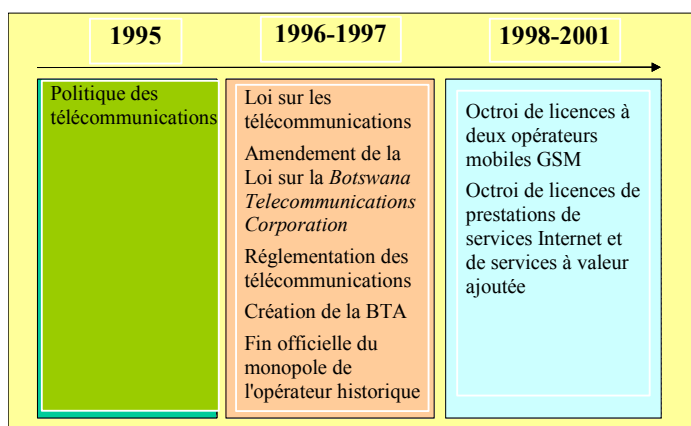 1995
1996-1997
1998-2001
Politique des
télécommunications
Loi sur les
télécommunications
Amendement de la
Loi sur la Botswana
Telecommunications
Corporation
Réglementation des
télécommunications
Création de la BTA
Fin officielle du
monopole de
l'opérateur historique
Octroi de licences à
deux opérateurs
mobiles GSM
Octroi de licences de
prestations de
services Internet et
de services à valeur
ajoutée